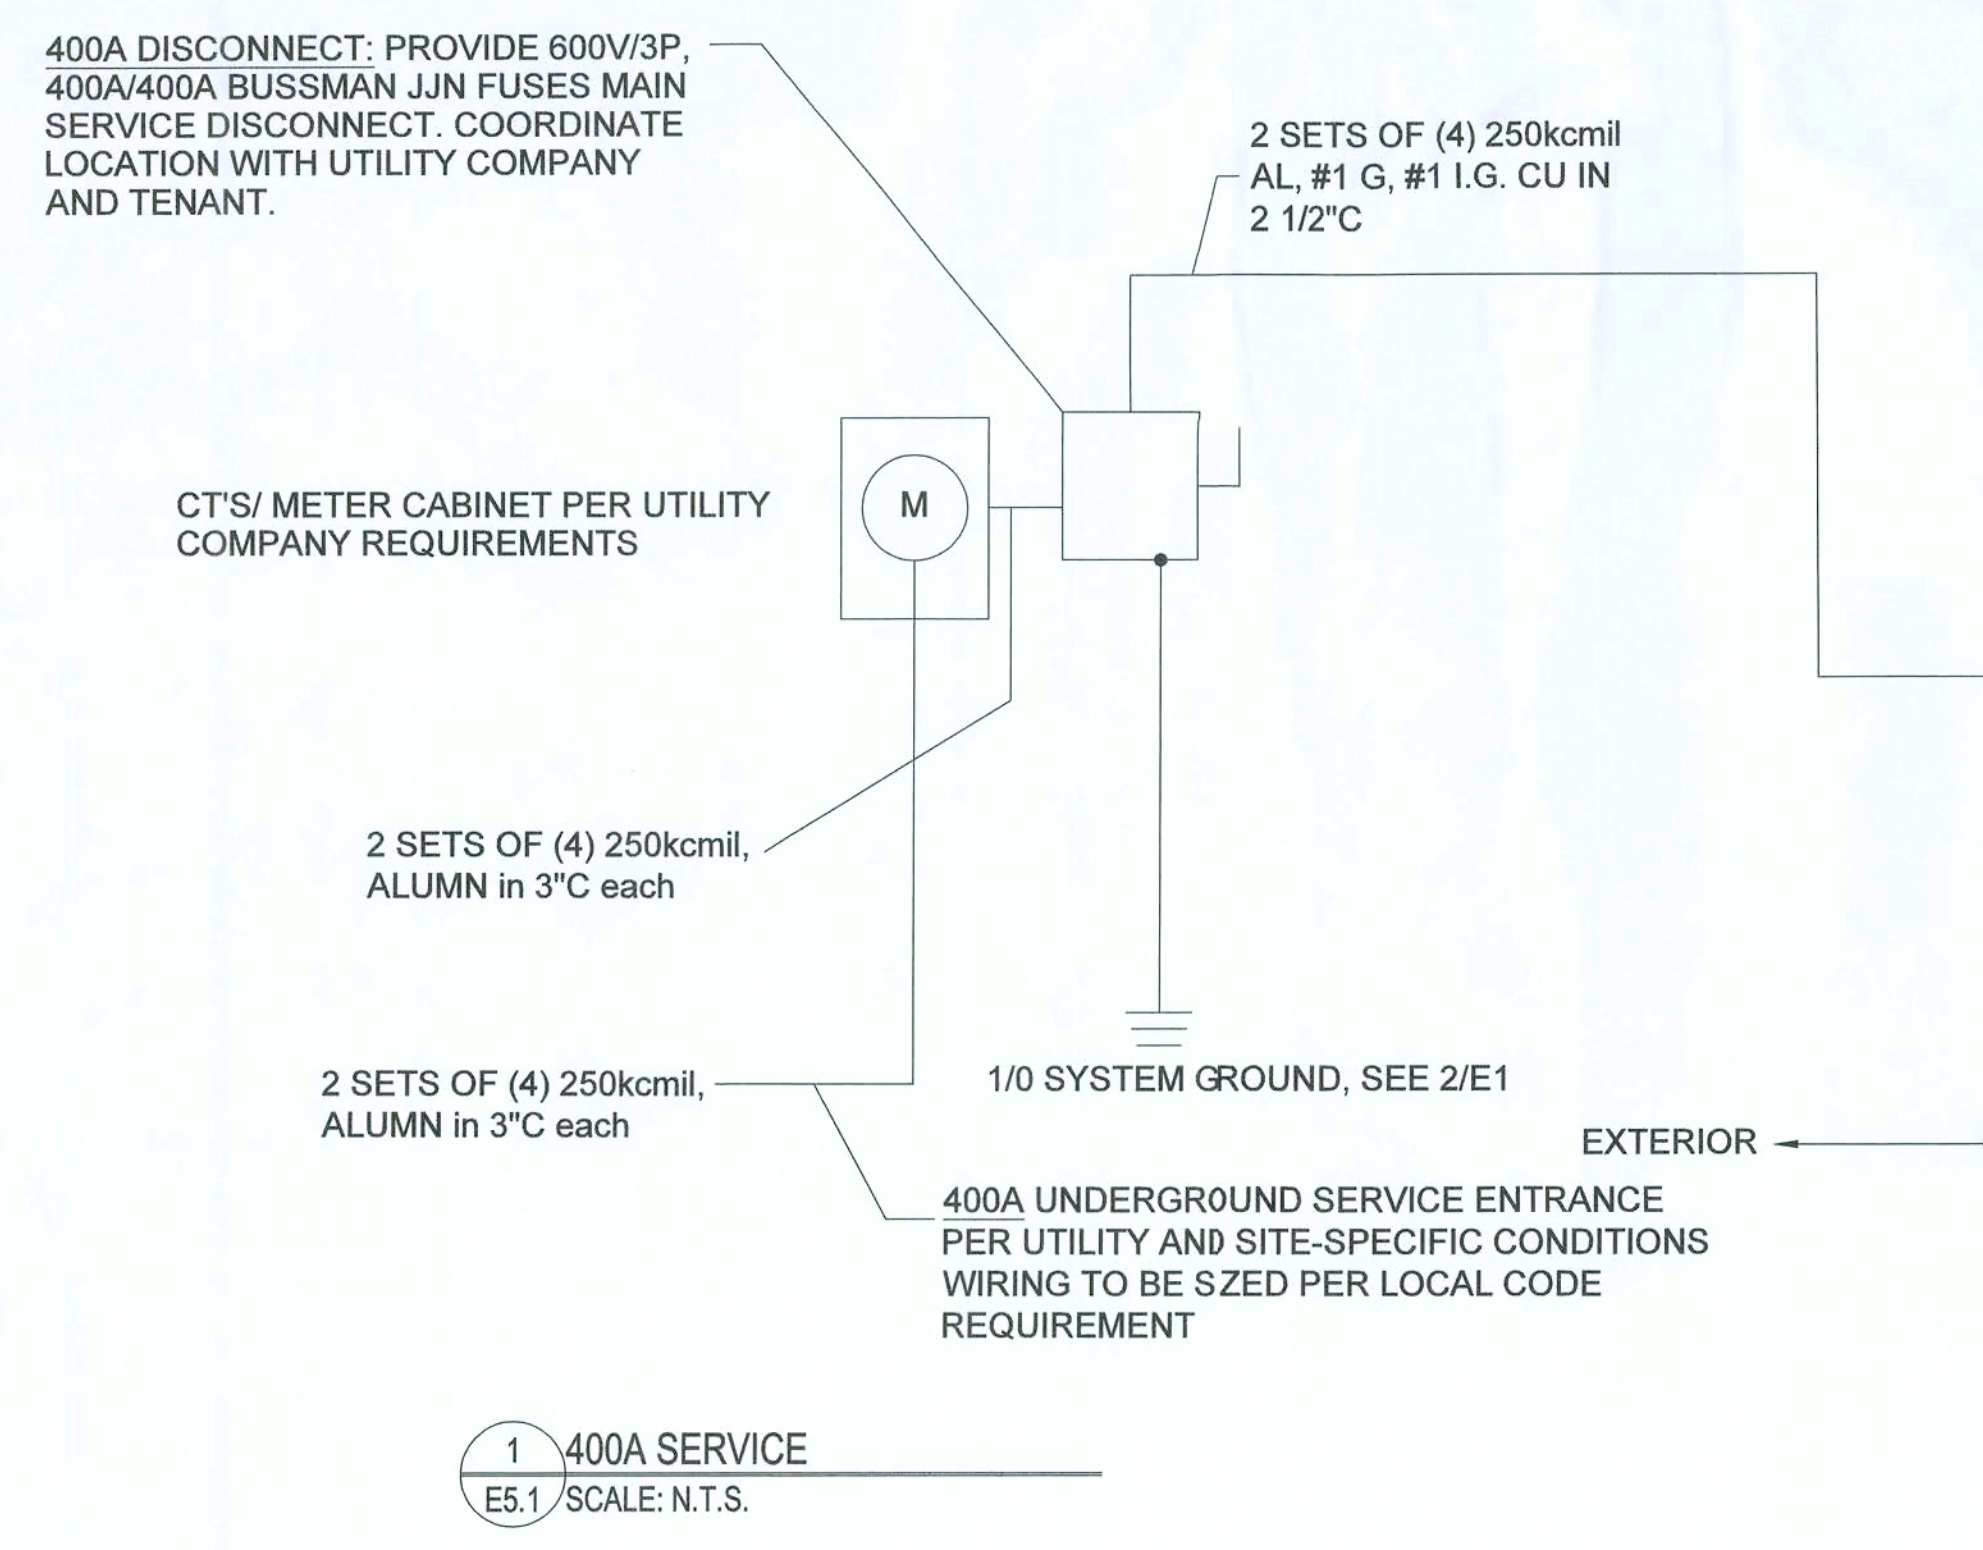 400A DISCONNECT: PROVIDE 600V/3P,
400A/400A BUSSMAN JJN FUSES MAIN
SERVICE DISCONNECT. COORDINATE
LOCATION WITH UTILITY COMPANY
AND TENANT.
2 SETS OF (4) 250kcmil
AL, #1 G, #1 I.G. CU IN
2 1/2"C
CT'S/ METER CABINET PER UTILITY
COMPANY REQUIREMENTS
M
2 SETS OF (4) 250kcmil,
ALUMN in 3"C each
2 SETS OF (4) 250kcmil,
ALUMN in 3"C each
1/0 SYSTEM GROUND, SEE 2/E1
EXTERIOR
400A UNDERGROUND SERVICE ENTRANCE
PER UTILITY AND SITE-SPECIFIC CONDITIONS
WIRING TO BE SZED PER LOCAL CODE
REQUIREMENT
1 400A SERVICE
E5.1 SCALE: N.T.S.